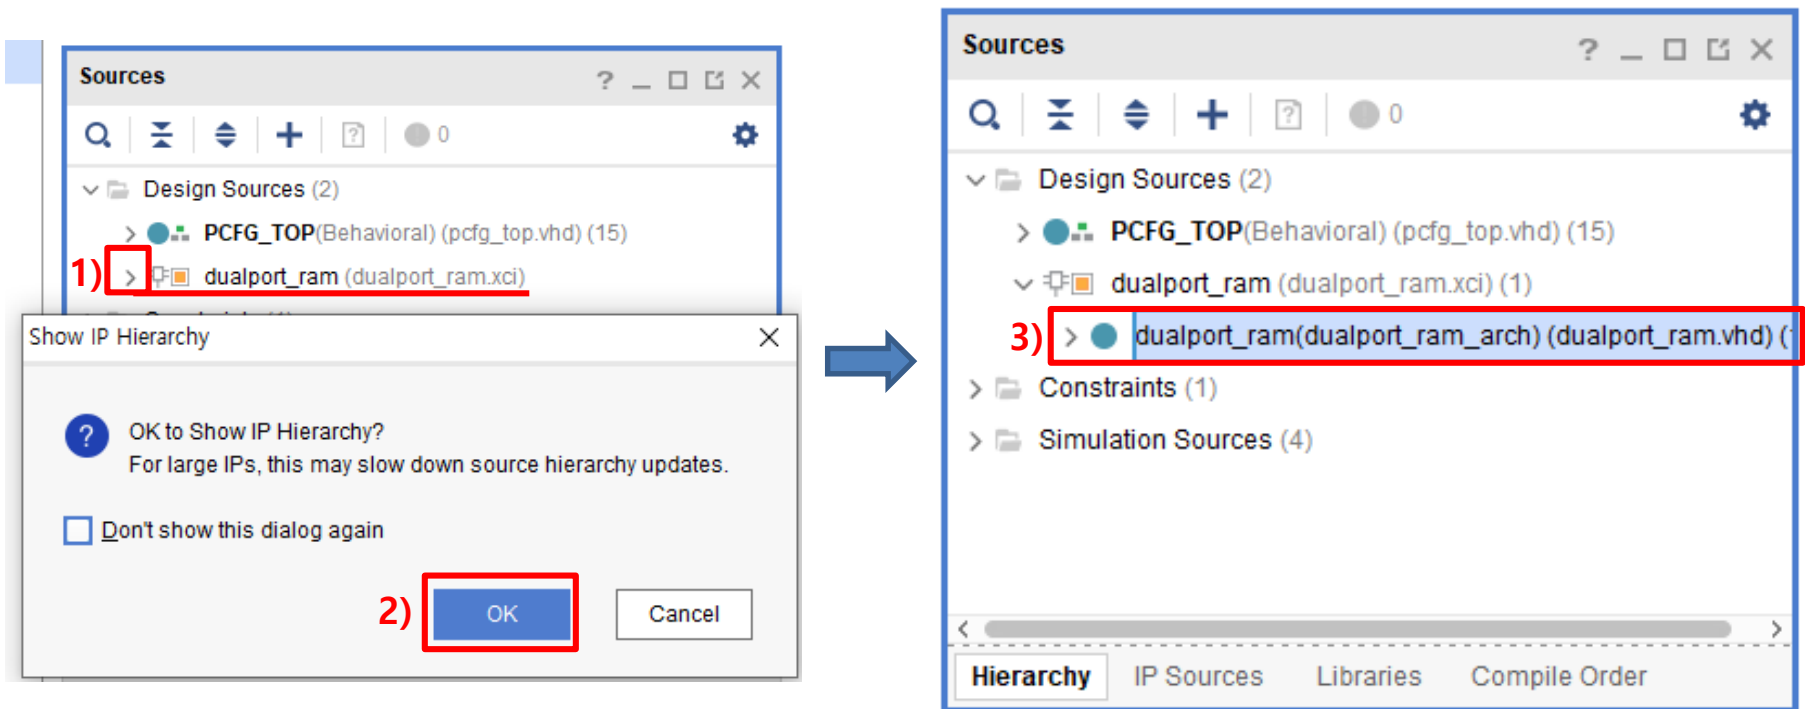 Sources
0
Design Sources (2)
PCFG_TOP(Behavioral) (pcfg_top.vhd) (15)
1)
dualport_ram (dualport_ram.xci)
Show IP Hierarchy
?
OK to Show IP Hierarchy?
For large IPs, this may slow down source hierarchy updates.
Don't show this dialog again
2)
OK
Cancel
Sources
0
Design Sources (2)
PCFG_TOP(Behavioral) (pcfg_top.vhd) (15)
dualport_ram (dualport_ram.xci) (1)
3)
dualport_ram(dualport_ram_arch) (dualport_ram.vhd) (
Constraints (1)
Simulation Sources (4)
Hierarchy
IP Sources
Libraries
Compile Order